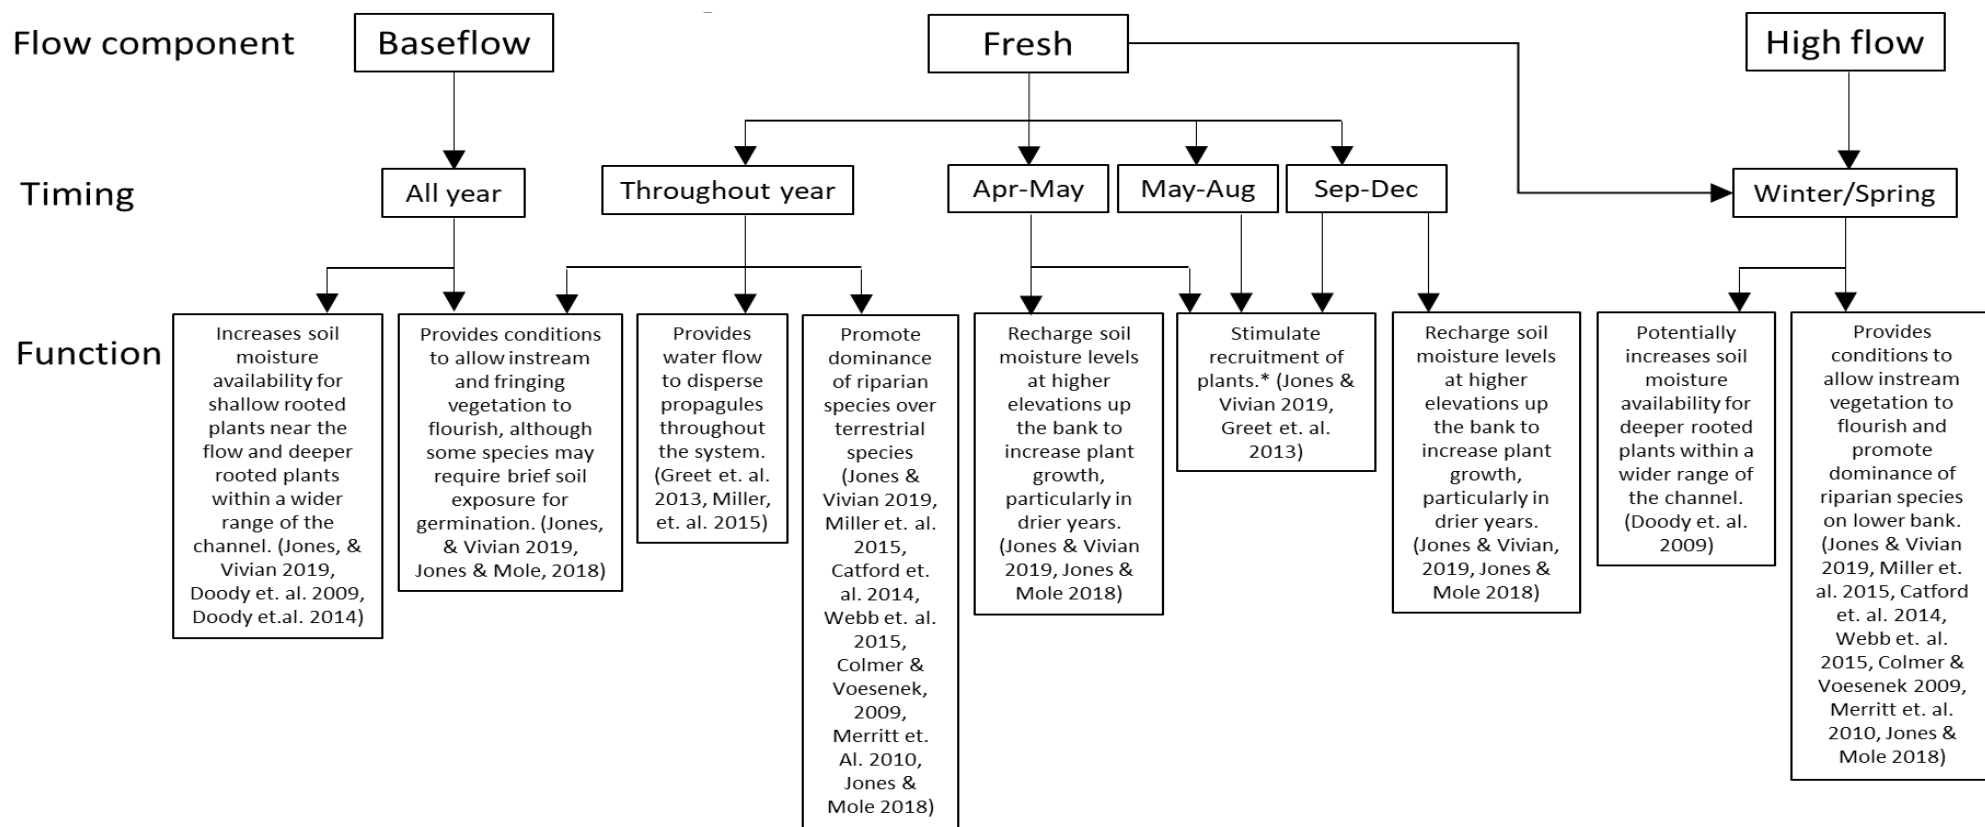 Flow component
Baseflow
Fresh
High flow
Timing
All year
Throughout year
Apr-May
May-Aug
Sep-Dec
Winter/Spring
Function
Increases soil
moisture
availability for
shallow rooted
plants near the
flow and deeper
rooted plants
within a wider
range of the
channel. (Jones, &
Vivian 2019,
Doody et. al. 2009,
Doody et.al. 2014)
Provides conditions
to allow instream
and fringing
vegetation to
flourish, although
some species may
require brief soil
exposure for
germination. (Jones,
& Vivian 2019,
Jones & Mole, 2018)
Provides
water flow
to disperse
propagules
throughout
the system.
(Greet et. al.
2013, Miller,
et. al. 2015)
Promote
dominance
of riparian
species over
terrestrial
species
(Jones &
Vivian 2019,
Miller et. al.
2015,
Catford et.
al. 2014,
Webb et. al.
2015,
Colmer &
Voesenek,
2009,
Merritt et.
Al. 2010,
Jones &
Mole 2018)
Recharge soil
moisture levels
at higher
elevations up
the bank to
increase plant
growth,
particularly in
drier years.
(Jones & Vivian
2019, Jones &
Mole 2018)
Stimulate
recruitment of
plants.* (Jones &
Vivian 2019,
Greet et. al.
2013)
Recharge soil
moisture levels
at higher
elevations up
the bank to
increase plant
growth,
particularly in
drier years.
(Jones & Vivian,
2019, Jones &
Mole 2018)
Potentially
increases soil
moisture
availability for
deeper rooted
plants within a
wider range of
the channel.
(Doody et. al.
2009)
Provides
conditions to
allow instream
vegetation to
flourish and
promote
dominance of
riparian species
on lower bank.
(Jones & Vivian
2019, Miller et.
al. 2015, Catford
et. al. 2014,
Webb et. al.
2015, Colmer &
Voesenek 2009,
Merritt et. al.
2010, Jones &
Mole 2018)